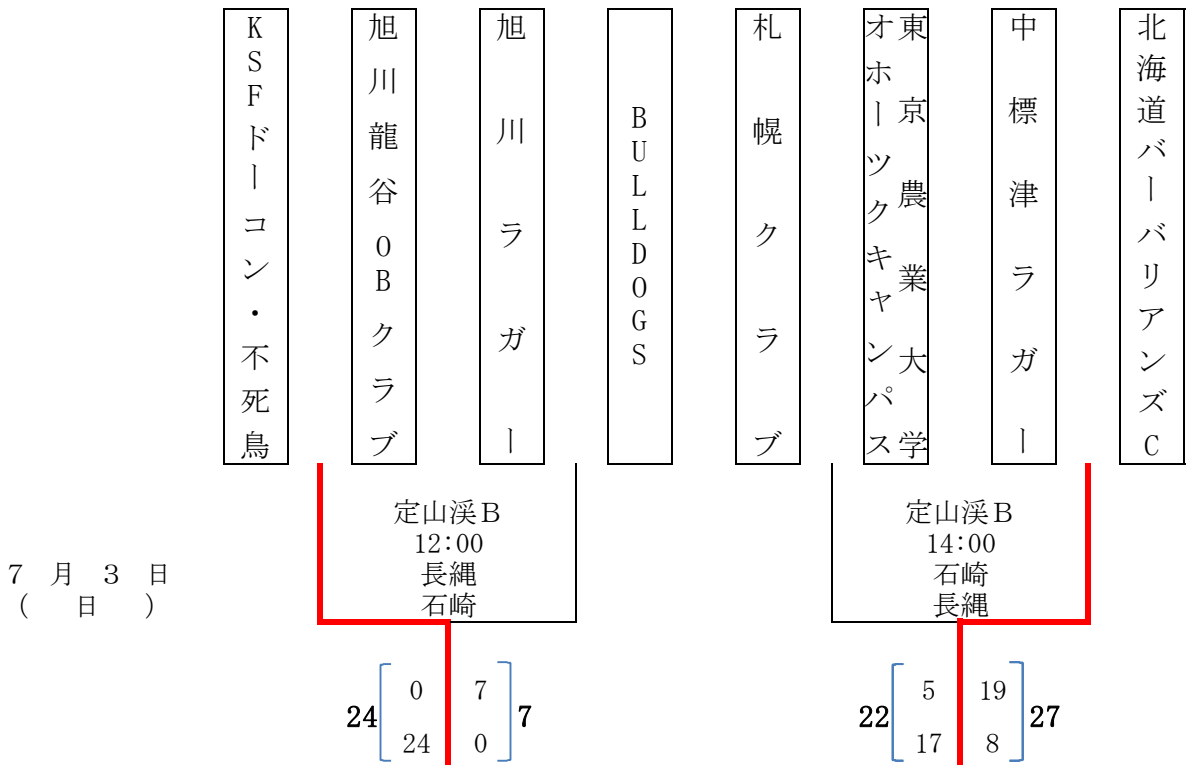 KSFドーコン・不死鳥
旭川龍谷OBクラブ
旭川ラガー
BULLDOGS
札幌クラブ
東京農業大学
オホーツクキャンパス
中標津ラガー
北海道バーバリアンズC
7月3日
(日)
定山渓B
12:00
長縄
石崎
定山渓B
14:00
石崎
長縄
0 7
24 7
24 0
5 19
22 27
17 8